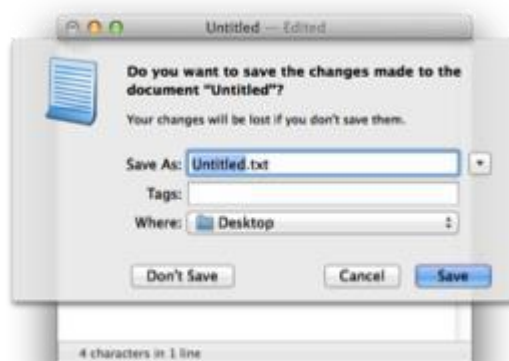 Untitled — Edited
Do you want to save the changes made to the
document "Untitled"?
Your changes will be lost if you don't save them.
Save As: Untitled.txt
Tags:
Where: Desktop
Don't Save Cancel Save
4 characters in 1 line